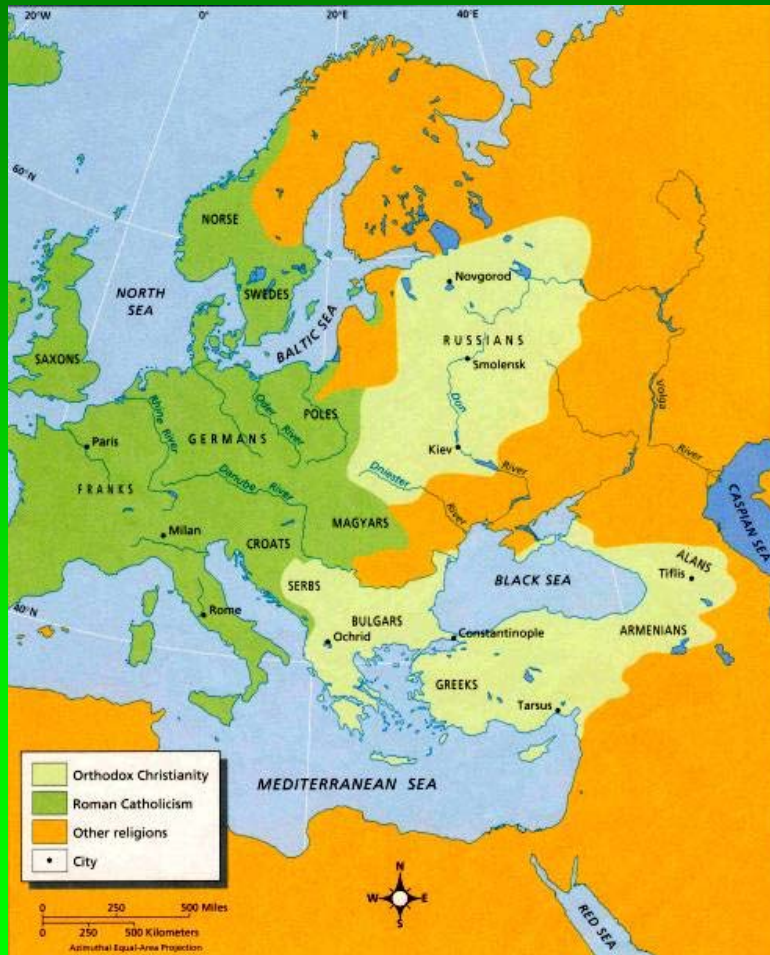 20°W
0°
20°E
40°E
60°N
NORSE
NORTH
SEA
SWEDES
BALTIC SEA
Novgorod
RUSSIANS
Smolensk
SAXONS
Rhine River
Oder River
POLES
Don
Volga
River
Paris
GERMANS
Kiev
River
FRANKS
Danube River
Dniester
River
MAGYARS
CASPIAN SEA
Milan
CROATS
ALANS
Tiflis
SERBS
BLACK SEA
40°N
Rome
BULGARS
Ochrid
Constantinople
ARMENIANS
GREEKS
Tarsus
MEDITERRANEAN SEA
Orthodox Christianity
Roman Catholicism
Other religions
City
N
W E
S
0 250 500 Miles
0 250 500 Kilometers
Azimuthal Equal-Area Projection
RED SEA